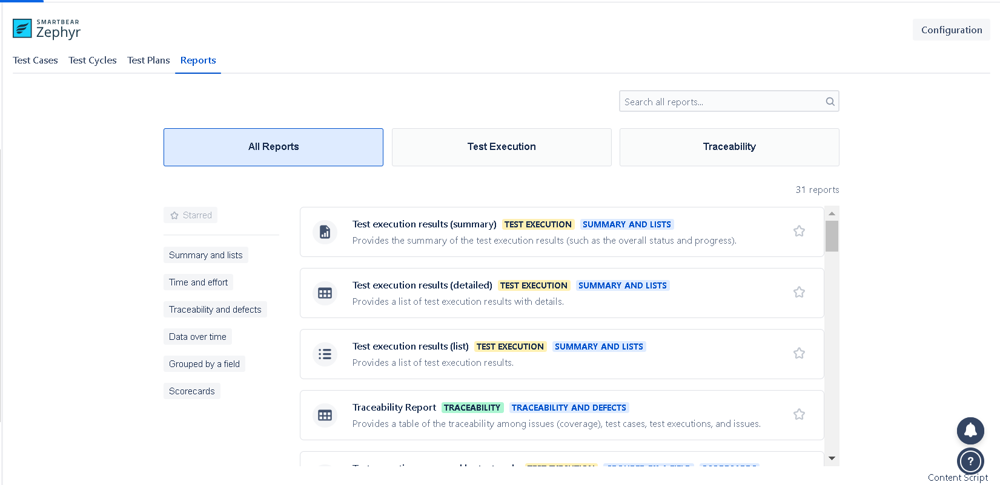 SMARTBEAR
Zephyr
Configuration
Test Cases Test Cycles Test Plans Reports
Search all reports...
All Reports Test Execution Traceability
31 reports
Starred
Summary and lists
Time and effort
Traceability and defects
Data over time
Grouped by a field
Scorecards
Test execution results (summary) TEST EXECUTION SUMMARY AND LISTS
Provides the summary of the test execution results (such as the overall status and progress).
Test execution results (detailed) TEST EXECUTION SUMMARY AND LISTS
Provides a list of test execution results with details.
Test execution results (list) TEST EXECUTION SUMMARY AND LISTS
Provides a list of test execution results.
Traceability Report TRACEABILITY TRACEABILITY AND DEFECTS
Provides a table of the traceability among issues (coverage), test cases, test executions, and issues.
?
Content Script